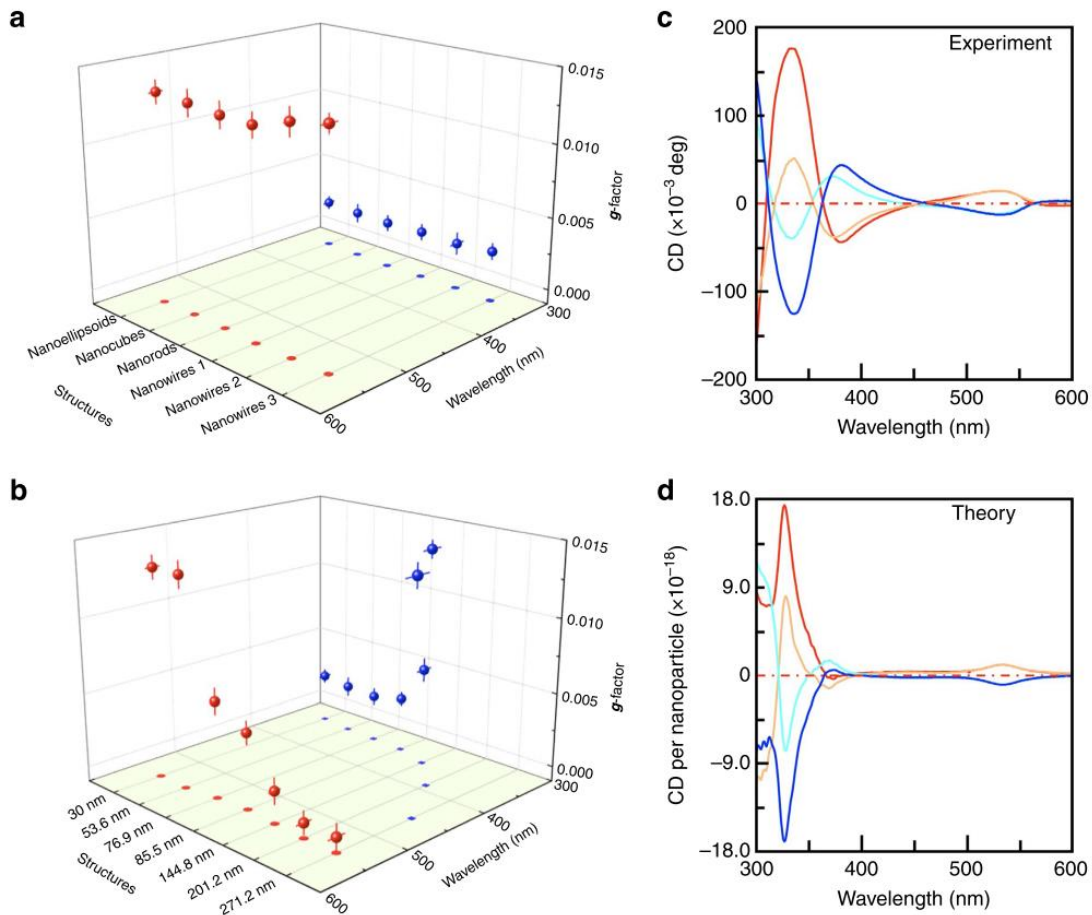 a
0.015
0.010
g-factor
0.005
0.000
300
400
Wavelength (nm)
500
600
Nanoellipsoids
Nanocubes
Nanorods
Nanowires 1
Nanowires 2
Nanowires 3
Structures
b
0.015
0.010
g-factor
0.005
0.000
300
400
Wavelength (nm)
500
600
30 nm
53.6 nm
76.9 nm
85.5 nm
144.8 nm
201.2 nm
271.2 nm
Structures
c
Experiment
200
100
0
–100
–200
CD (×10⁻³ deg)
300
400
500
600
Wavelength (nm)
d
Theory
18.0
9.0
0
–9.0
–18.0
CD per nanoparticle (×10⁻¹⁸)
300
400
500
600
Wavelength (nm)